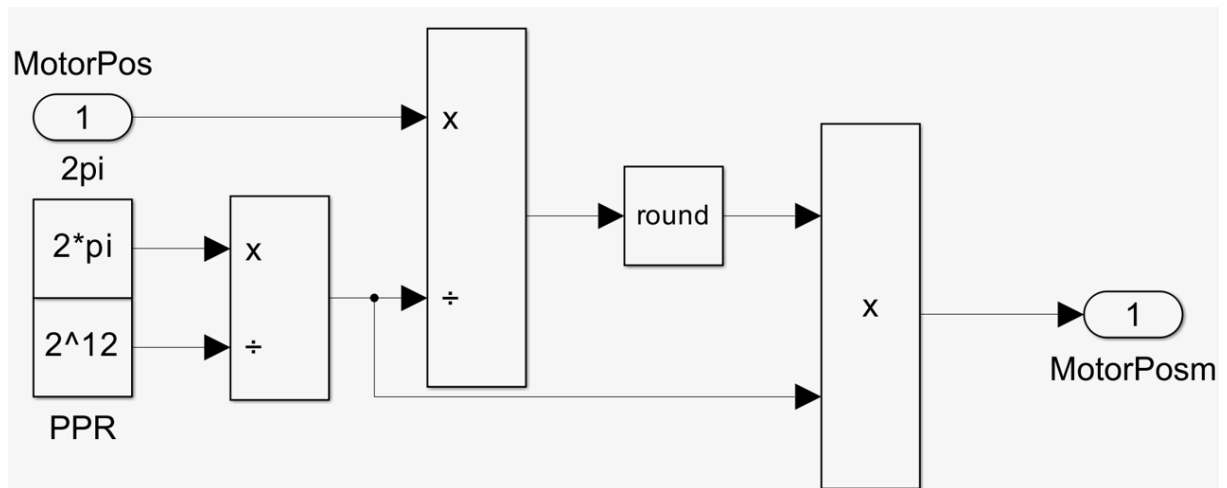 MotorPos
1
2pi
2*pi
2^12
PPR
x
÷
x
÷
round
x
1
MotorPosm